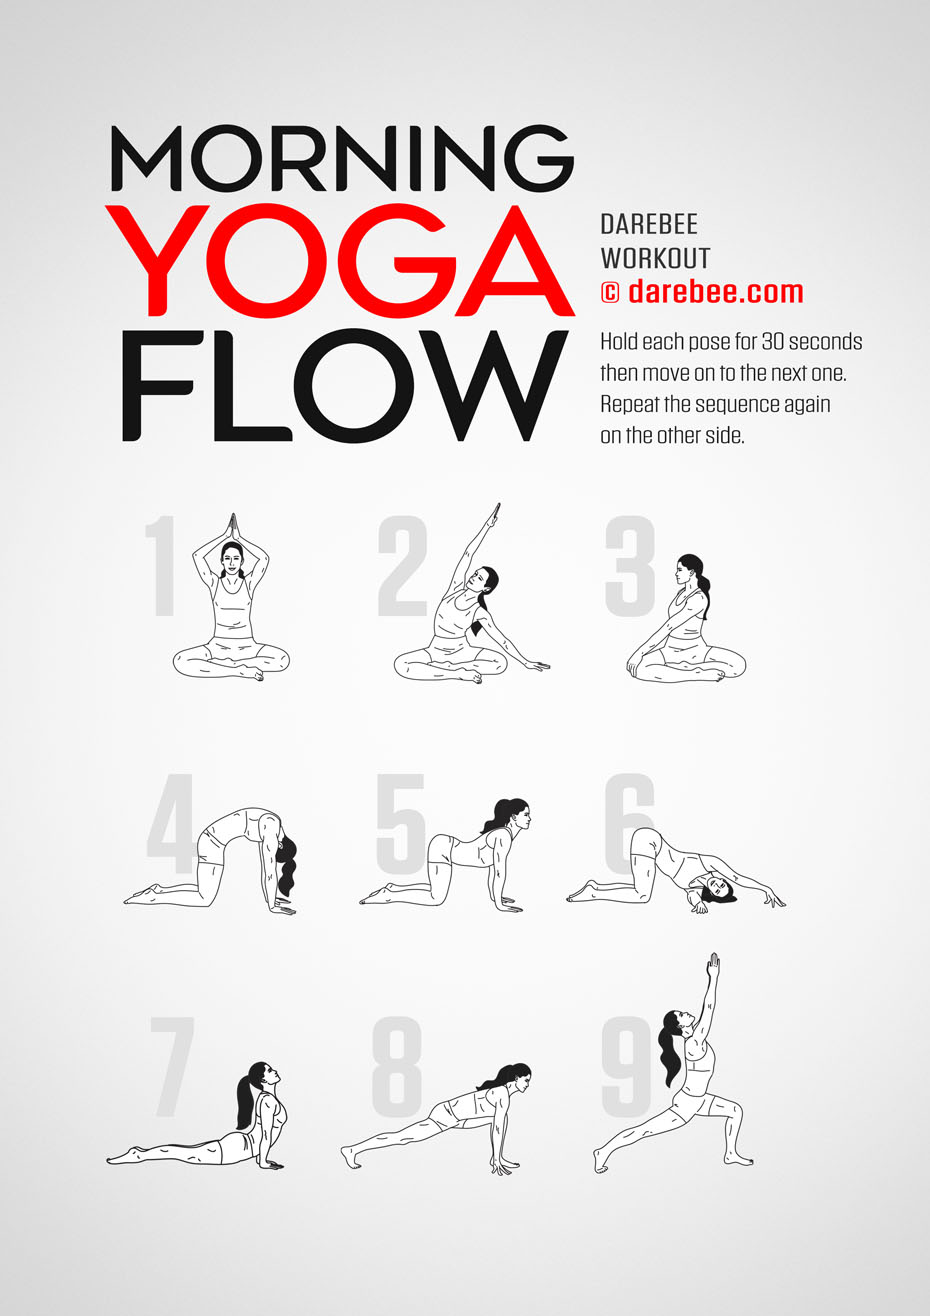 MORNING
YOGA
FLOW
DAREBEE
WORKOUT
© darebee.com
Hold each pose for 30 seconds
then move on to the next one.
Repeat the sequence again
on the other side.
1
2
3
4
5
6
7
8
9